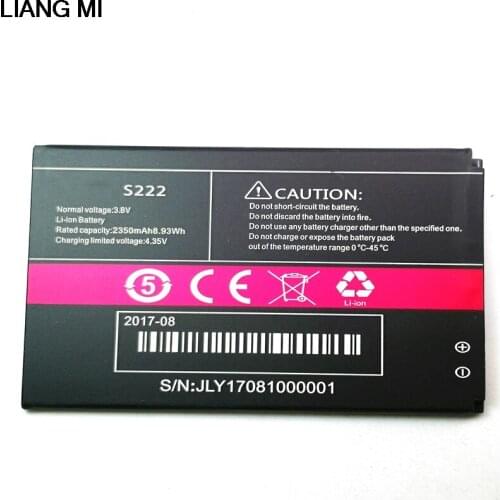 LIANG MI
S222
Normal voltage:3.8V
Li-ion Battery
Rated capacity:2350mAh8.93Wh
Charging limited voltage:4.35V
CAUTION:
Do not short-circuit the battery.
Do not discard the battery into fire.
Do not use any battery charger other than the specified one.
Do not charge or expose the battery pack
out of the temperature range 0 °C-45 °C
5
CE
Li-ion
2017-08
S/N:JLY17081000001